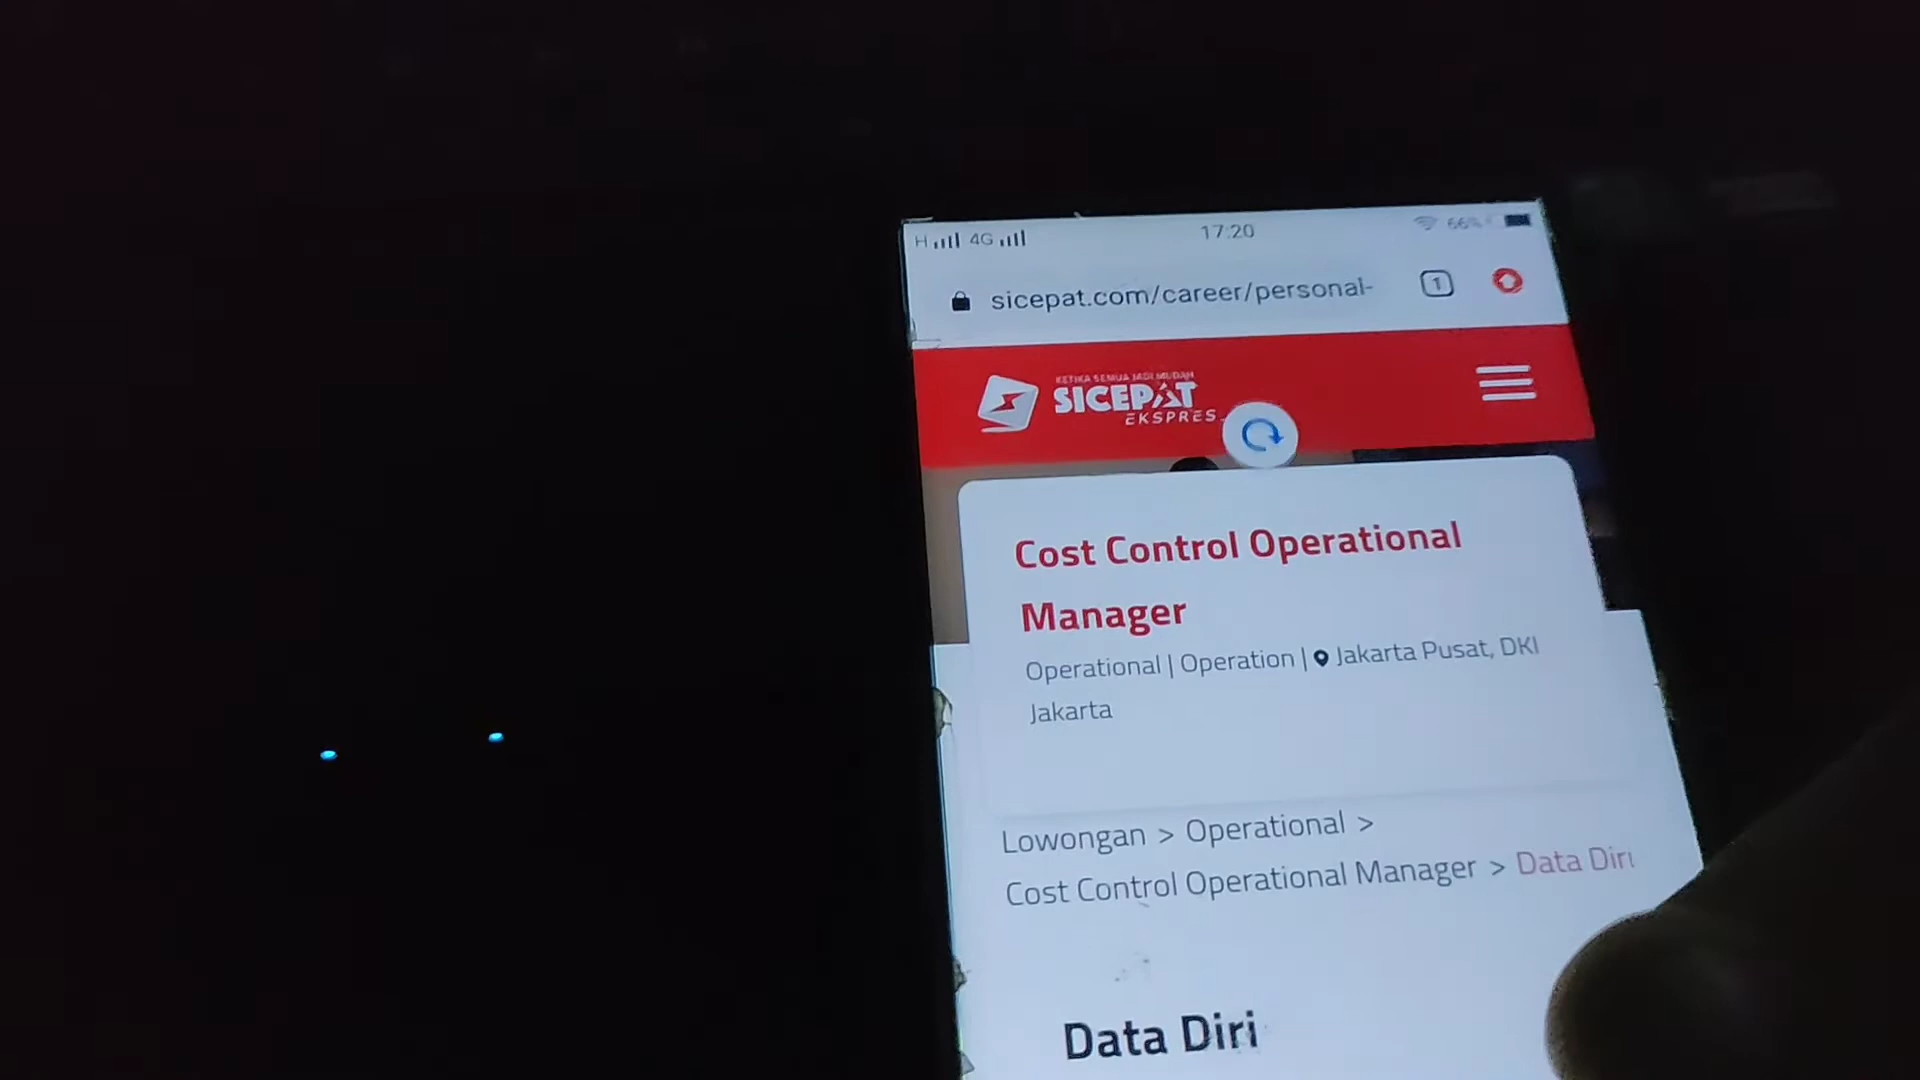 H 4G 17:20 66%
sicepat.com/career/personal-
1
KETIKA SEMUA JADI MUDAH
SICEPAT
EKSPRES
Cost Control Operational
Manager
Operational | Operation | Jakarta Pusat, DKI
Jakarta
Lowongan > Operational >
Cost Control Operational Manager > Data Diri
Data Diri